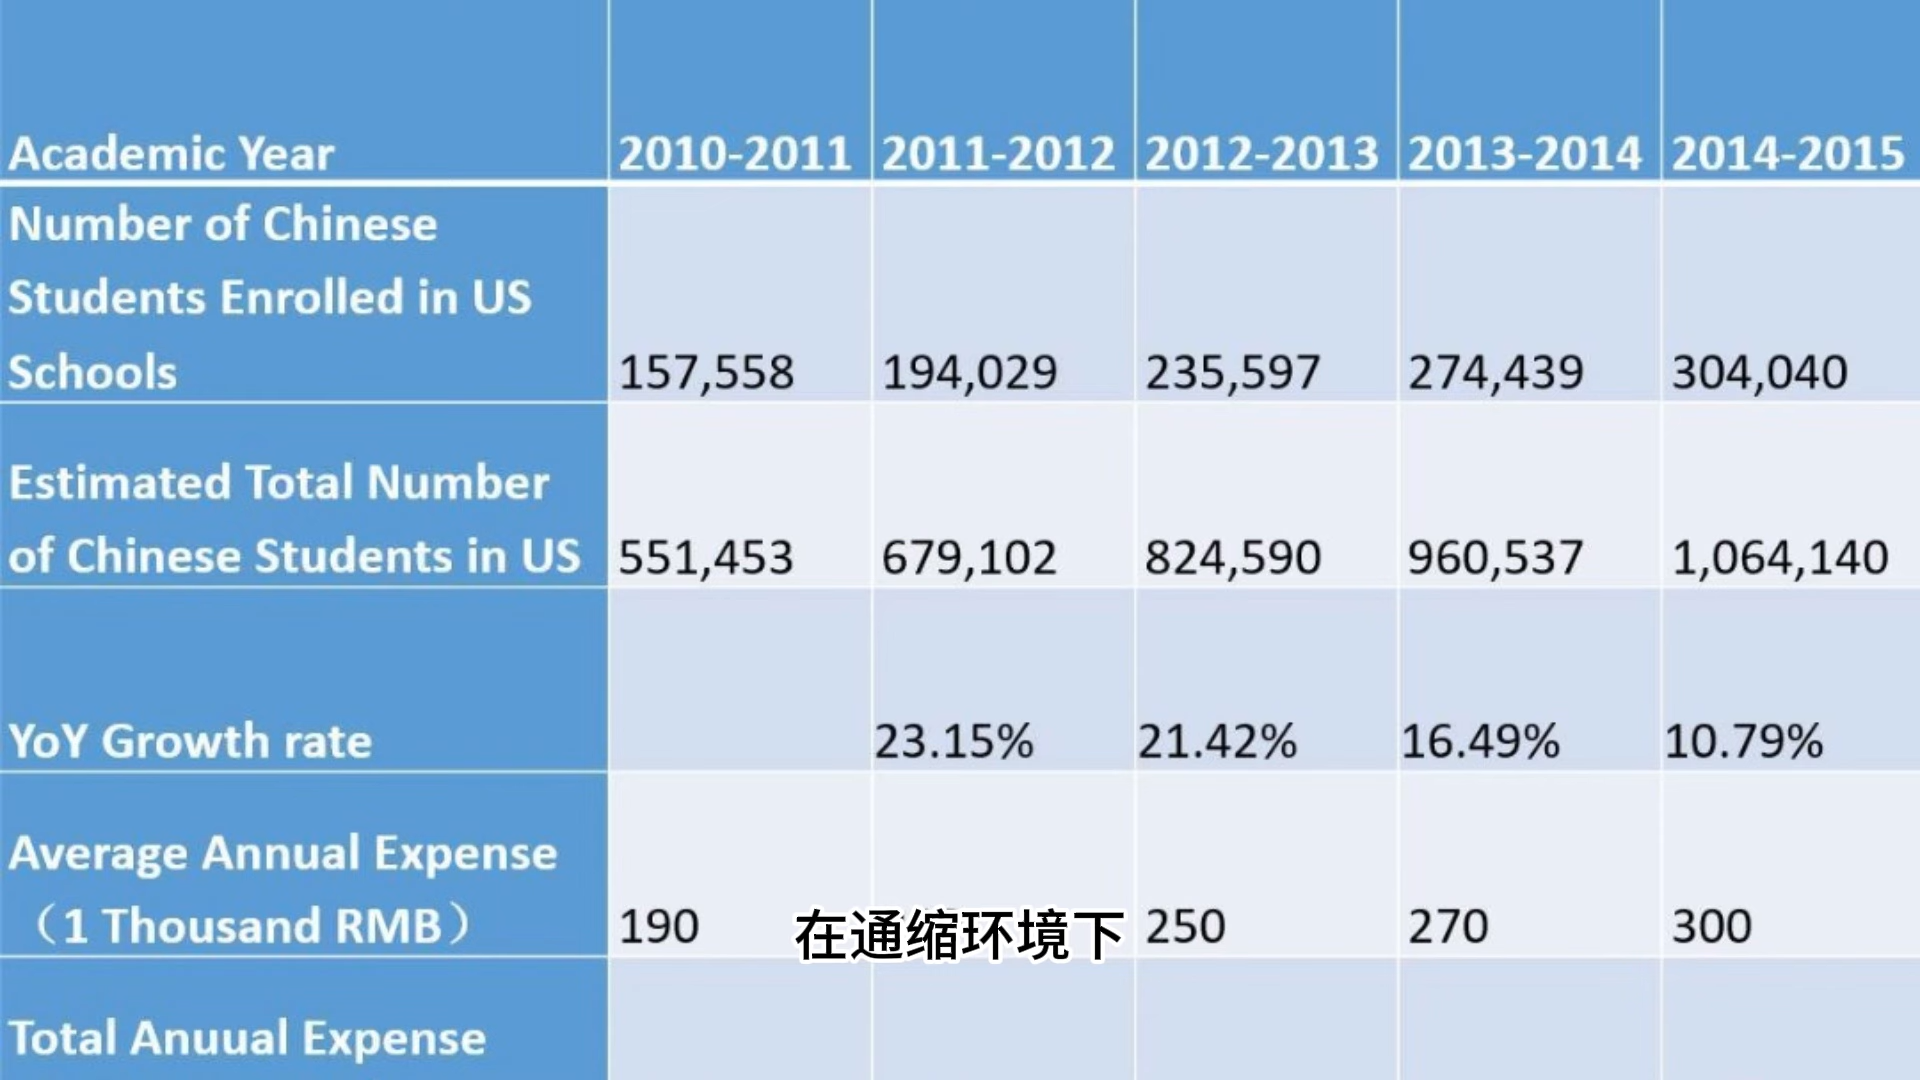 Academic Year 2010-2011 2011-2012 2012-2013 2013-2014 2014-2015
Number of Chinese
Students Enrolled in US
Schools 157,558 194,029 235,597 274,439 304,040
Estimated Total Number
of Chinese Students in US 551,453 679,102 824,590 960,537 1,064,140
YoY Growth rate 23.15% 21.42% 16.49% 10.79%
Average Annual Expense
（1 Thousand RMB） 190 250 270 300
在通缩环境下
Total Anuual Expense